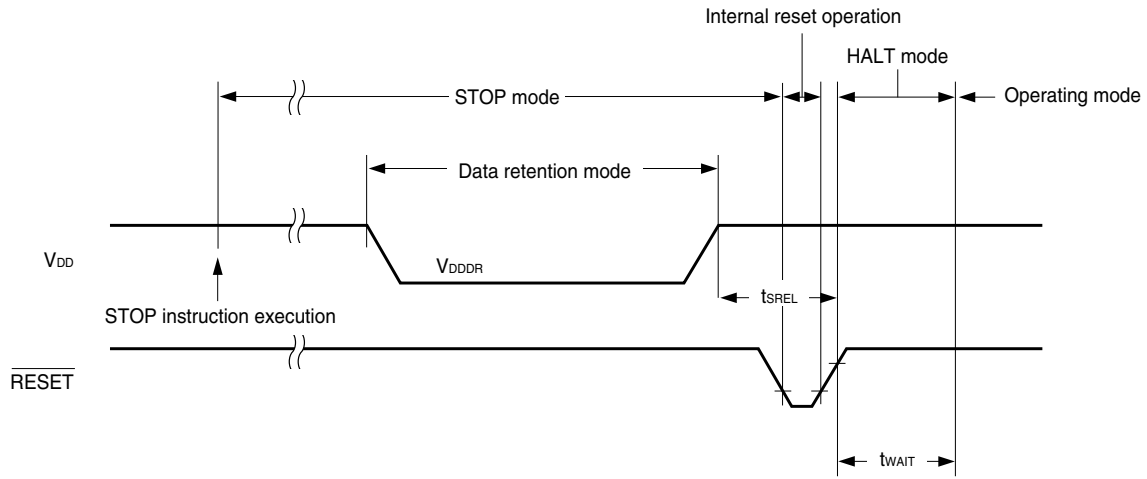 Internal reset operation
HALT mode
STOP mode
Operating mode
Data retention mode
VDD
VDDDR
tSREL
STOP instruction execution
RESET
tWAIT